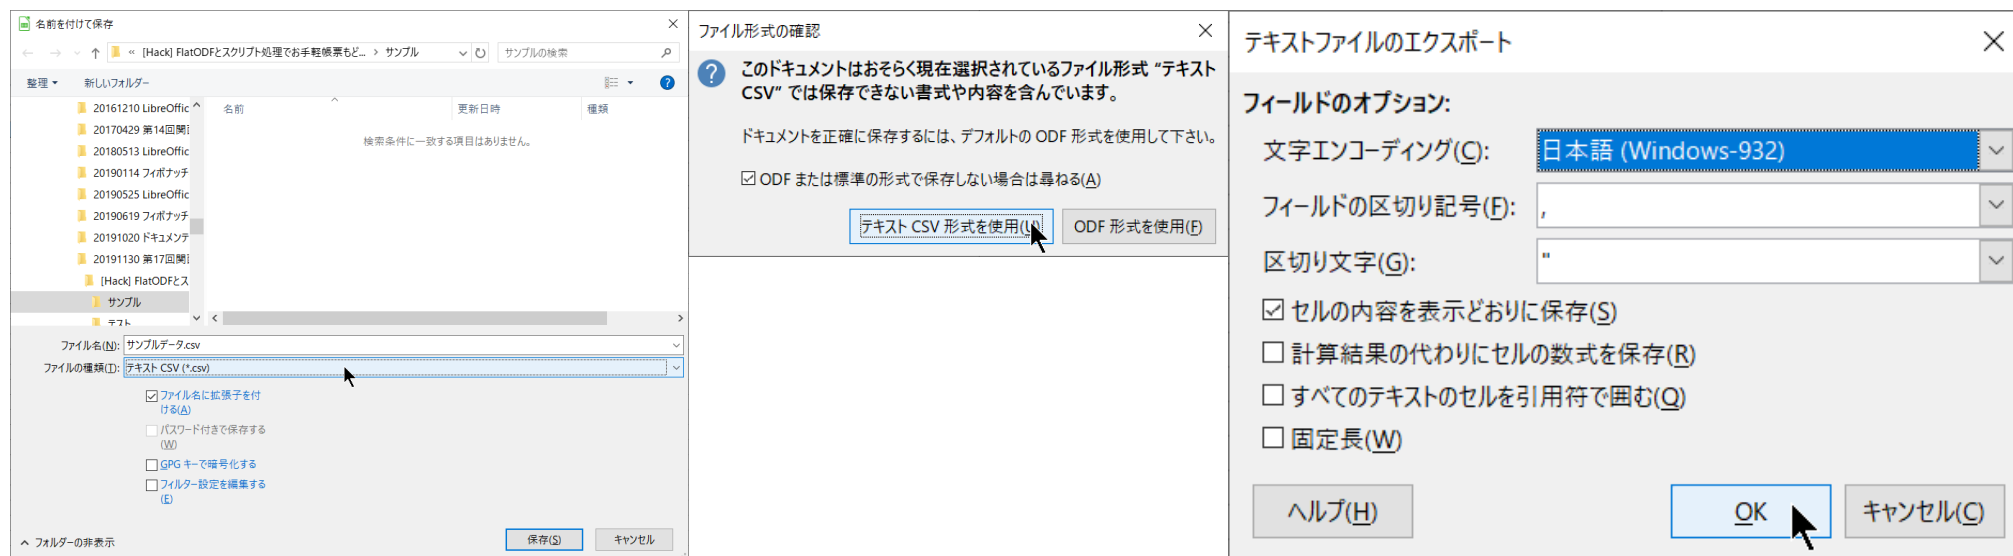 名前を付けて保存
« [Hack] FlatODFとスクリプト処理でお手軽帳票もど... › サンプル
サンプルの検索
整理
新しいフォルダー
20161210 LibreOffic
20170429 第14回関
20180513 LibreOffic
20190114 フィボナッチ
20190525 LibreOffic
20190619 フィボナッチ
20191020 ドキュメンテ
20191130 第17回関
[Hack] FlatODFとス
サンプル
テスト
名前
更新日時
種類
検索条件に一致する項目はありません。
ファイル名(N):
サンプルデータ.csv
ファイルの種類(T):
テキスト CSV (*.csv)
ファイル名に拡張子を付
ける(A)
パスワード付きで保存する
(W)
GPG キーで暗号化する
フィルター設定を編集する
(E)
フォルダーの非表示
保存(S)
キャンセル
ファイル形式の確認
このドキュメントはおそらく現在選択されているファイル形式 “テキスト
CSV” では保存できない書式や内容を含んでいます。
ドキュメントを正確に保存するには、デフォルトの ODF 形式を使用して下さい。
ODF または標準の形式で保存しない場合は尋ねる(A)
テキスト CSV 形式を使用(U)
ODF 形式を使用(F)
テキストファイルのエクスポート
フィールドのオプション:
文字エンコーディング(C):
日本語 (Windows-932)
フィールドの区切り記号(F):
,
区切り文字(G):
"
セルの内容を表示どおりに保存(S)
計算結果の代わりにセルの数式を保存(R)
すべてのテキストのセルを引用符で囲む(Q)
固定長(W)
ヘルプ(H)
OK
キャンセル(C)